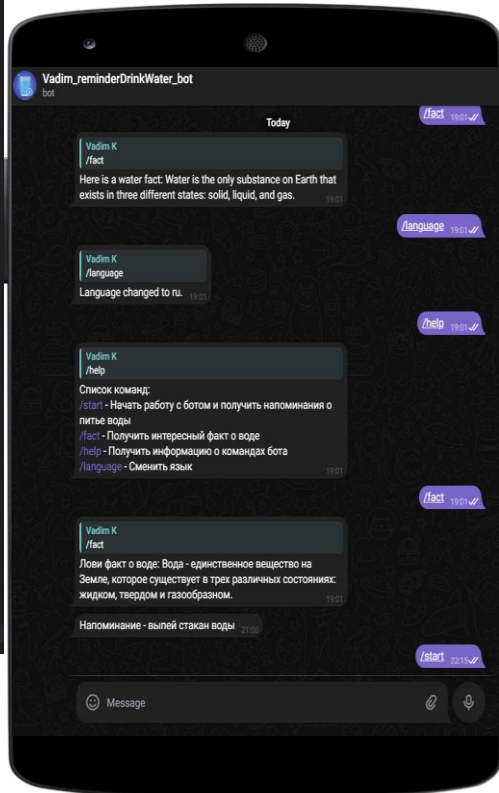 Vadim_reminderDrinkWater_bot
bot
/fact 19:01
Today
Vadim K
/fact
Here is a water fact: Water is the only substance on Earth that
exists in three different states: solid, liquid, and gas. 19:01
/language 19:01
Vadim K
/language
Language changed to ru. 19:01
/help 19:01
Vadim K
/help
Список команд:
/start - Начать работу с ботом и получить напоминания о
питье воды
/fact - Получить интересный факт о воде
/help - Получить информацию о командах бота
/language - Сменить язык 19:01
/fact 19:01
Vadim K
/fact
Лови факт о воде: Вода - единственное вещество на
Земле, которое существует в трех различных состояниях:
жидком, твердом и газообразном. 19:01
Напоминание - выпей стакан воды 21:00
/start 22:15
Message